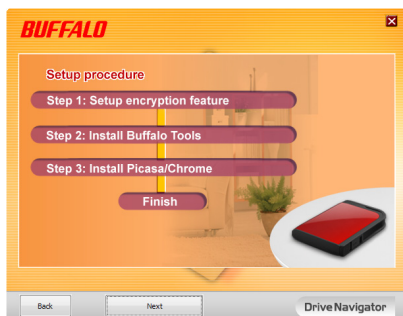 BUFFALO
Setup procedure
Step 1: Setup encryption feature
Step 2: Install Buffalo Tools
Step 3: Install Picasa/Chrome
Finish
Back
Next
DriveNavigator